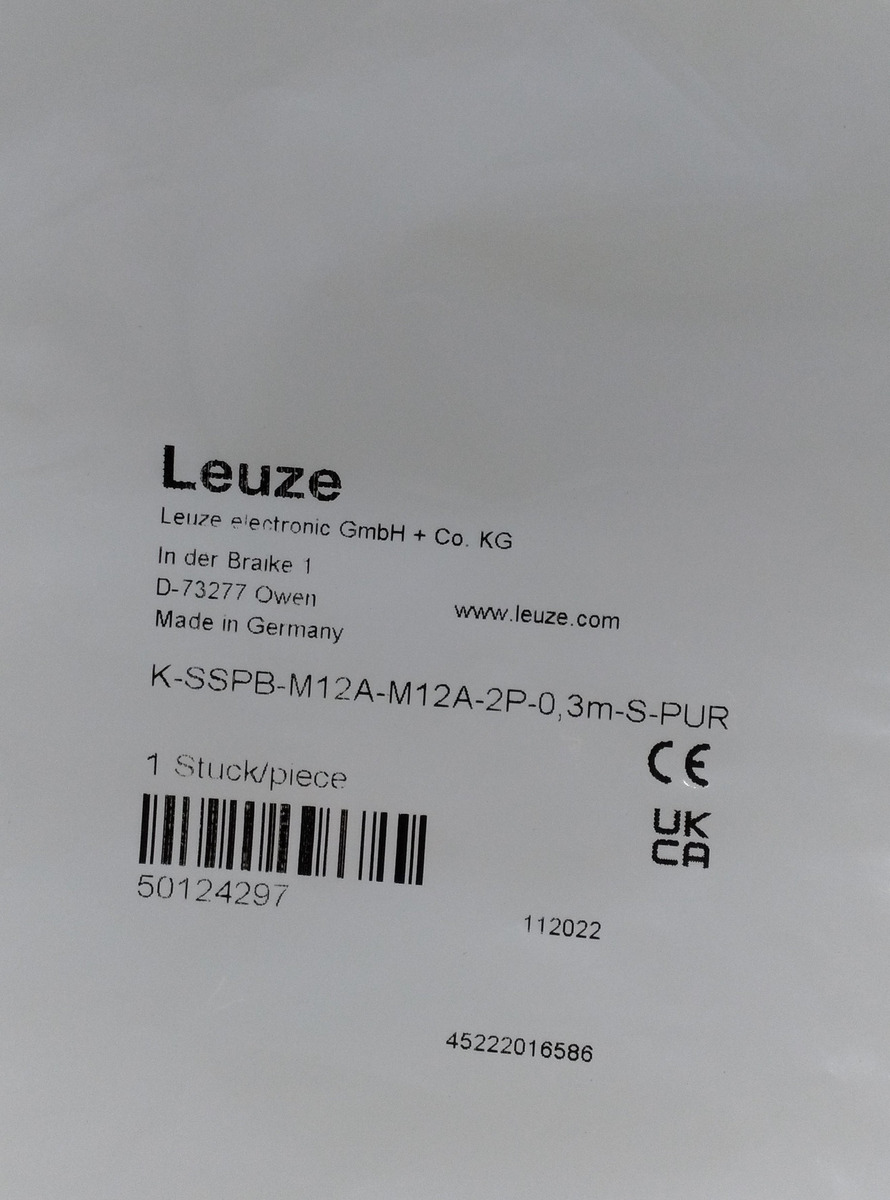 Leuze
Leuze electronic GmbH + Co. KG
In der Braike 1
D-73277 Owen
www.leuze.com
Made in Germany
K-SSPB-M12A-M12A-2P-0,3m-S-PUR
CE
1 Stuck/piece
UK
CA
50124297
112022
45222016586